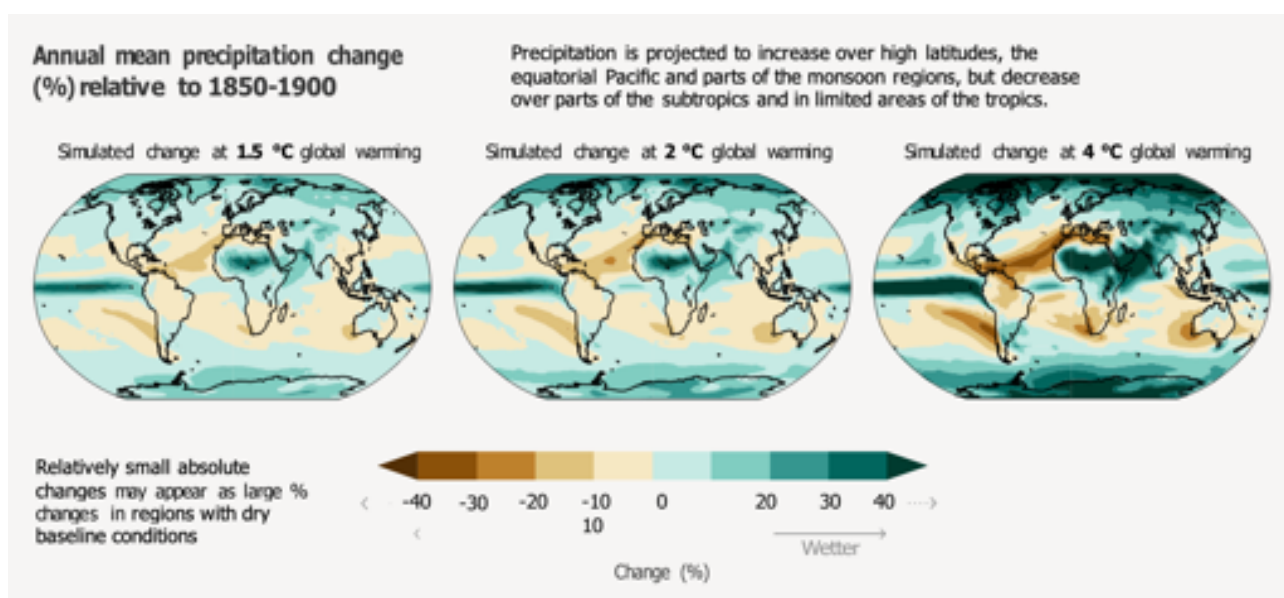 Annual mean precipitation change
(%) relative to 1850-1900
Precipitation is projected to increase over high latitudes, the
equatorial Pacific and parts of the monsoon regions, but decrease
over parts of the subtropics and in limited areas of the tropics.
Simulated change at 1.5 °C global warming
Simulated change at 2 °C global warming
Simulated change at 4 °C global warming
Relatively small absolute
changes may appear as large %
changes in regions with dry
baseline conditions
-40 -30 -20 -10 0 20 30 40
10
Wetter
Change (%)